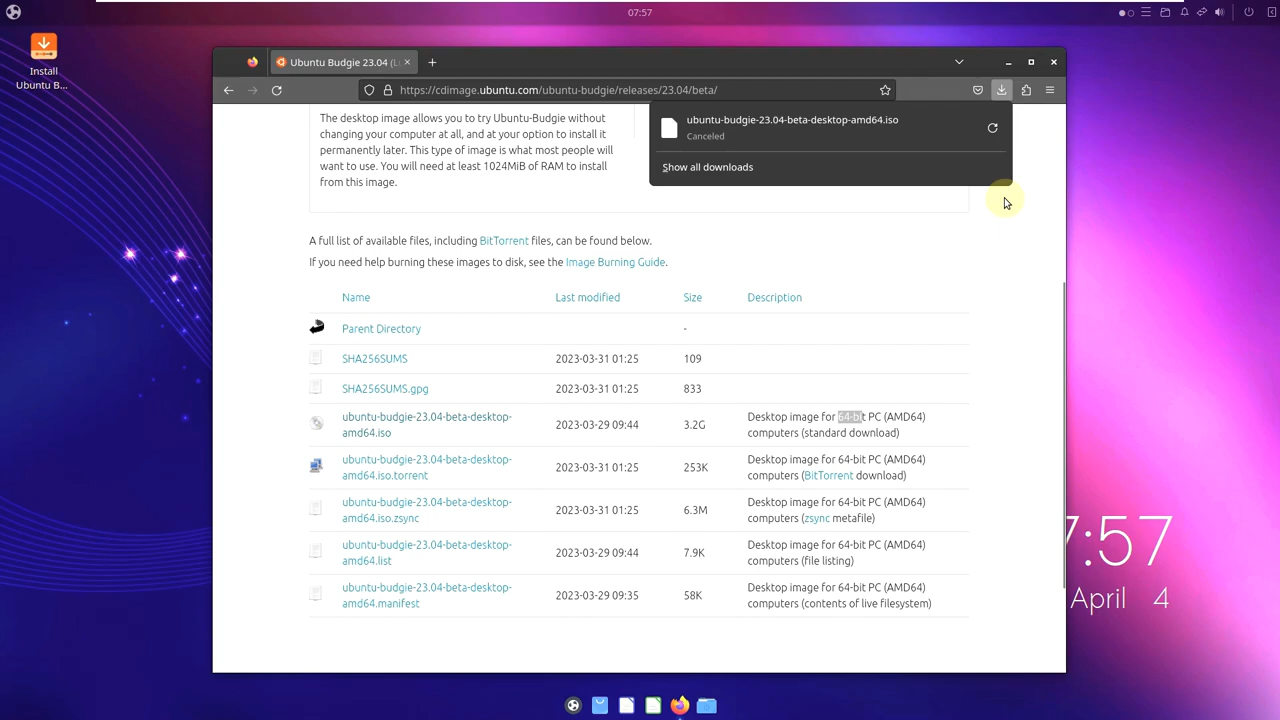 07:57
Install
Ubuntu B...
Ubuntu Budgie 23.04 (L
https://cdimage.ubuntu.com/ubuntu-budgie/releases/23.04/beta/
ubuntu-budgie-23.04-beta-desktop-amd64.iso
Canceled
Show all downloads
The desktop image allows you to try Ubuntu-Budgie without
changing your computer at all, and at your option to install it
permanently later. This type of image is what most people will
want to use. You will need at least 1024MiB of RAM to install
from this image.
A full list of available files, including BitTorrent files, can be found below.
If you need help burning these images to disk, see the Image Burning Guide.
Name Last modified Size Description
Parent Directory -
SHA256SUMS 2023-03-31 01:25 109
SHA256SUMS.gpg 2023-03-31 01:25 833
ubuntu-budgie-23.04-beta-desktop-
amd64.iso
2023-03-29 09:44 3.2G
Desktop image for 64-bit PC (AMD64)
computers (standard download)
ubuntu-budgie-23.04-beta-desktop-
amd64.iso.torrent
2023-03-31 01:25 253K
Desktop image for 64-bit PC (AMD64)
computers (BitTorrent download)
ubuntu-budgie-23.04-beta-desktop-
amd64.iso.zsync
2023-03-31 01:25 6.3M
Desktop image for 64-bit PC (AMD64)
computers (zsync metafile)
ubuntu-budgie-23.04-beta-desktop-
amd64.list
2023-03-29 09:44 7.9K
Desktop image for 64-bit PC (AMD64)
computers (file listing)
ubuntu-budgie-23.04-beta-desktop-
amd64.manifest
2023-03-29 09:35 58K
Desktop image for 64-bit PC (AMD64)
computers (contents of live filesystem)
7:57
April 4